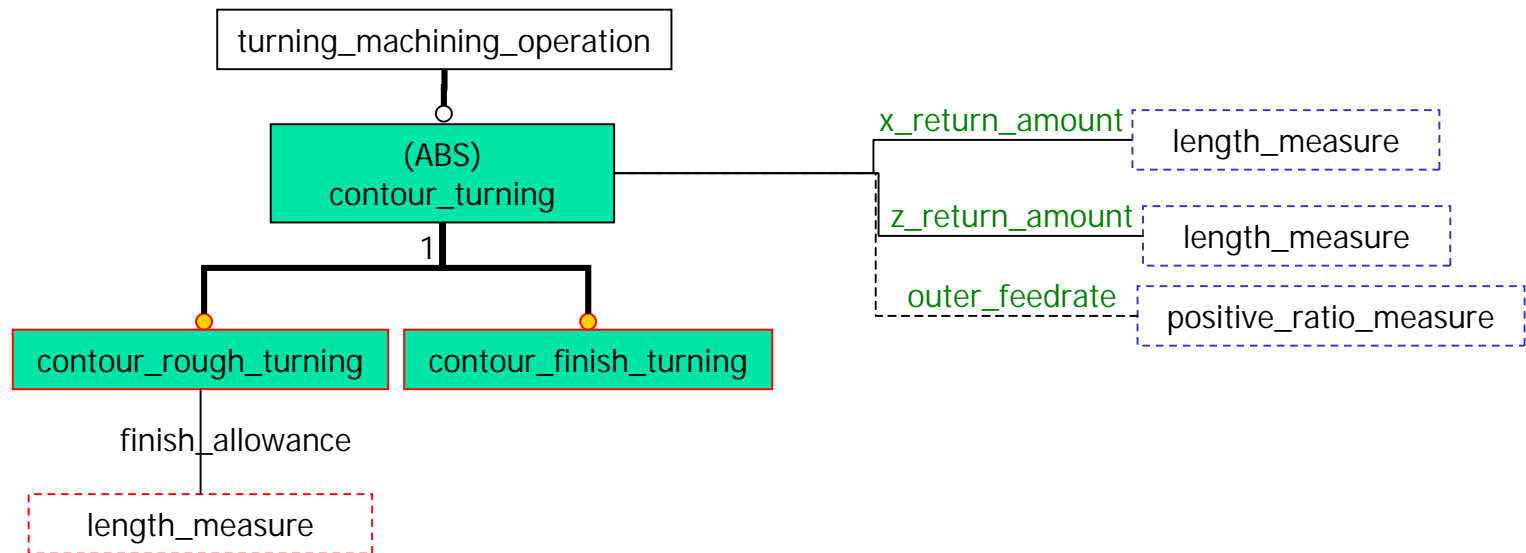 turning_machining_operation
(ABS)
contour_turning
x_return_amount
length_measure
z_return_amount
length_measure
outer_feedrate
positive_ratio_measure
1
contour_rough_turning
contour_finish_turning
finish_allowance
length_measure